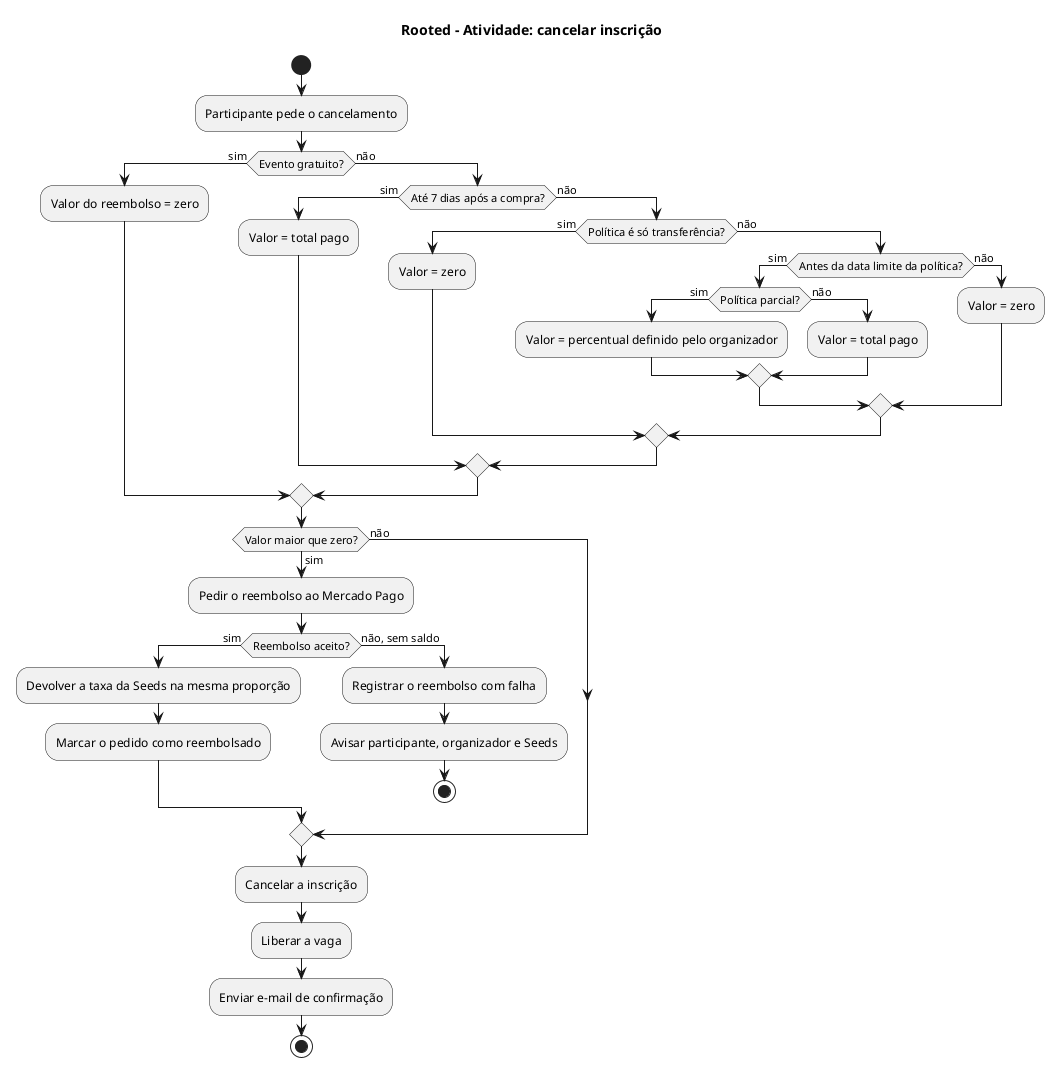 Rooted - Atividade: cancelar inscrição
Participante pede o cancelamento
sim
Evento gratuito?
não
Valor do reembolso = zero
sim
Até 7 dias após a compra?
não
Valor = total pago
sim
Política é só transferência?
não
Valor = zero
sim
Antes da data limite da política?
não
sim
Política parcial?
não
Valor = zero
Valor = percentual definido pelo organizador
Valor = total pago
Valor maior que zero?
não
sim
Pedir o reembolso ao Mercado Pago
sim
Reembolso aceito?
não, sem saldo
Devolver a taxa da Seeds na mesma proporção
Registrar o reembolso com falha
Marcar o pedido como reembolsado
Avisar participante, organizador e Seeds
Cancelar a inscrição
Liberar a vaga
Enviar e-mail de confirmação